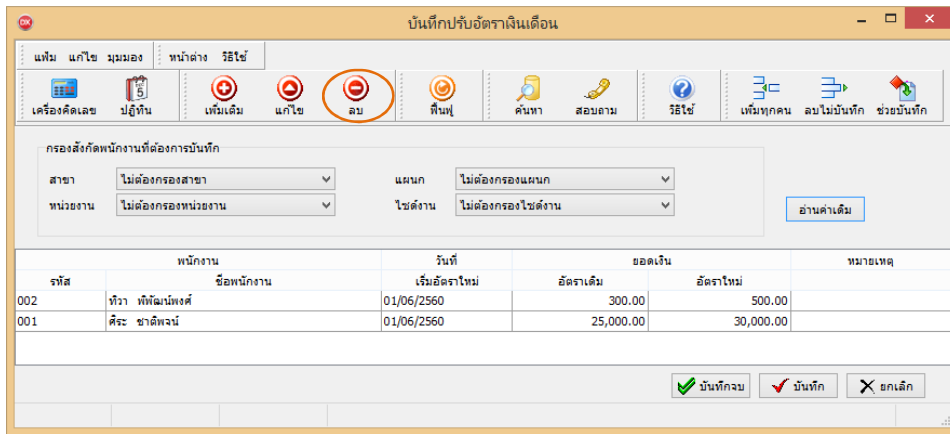 บันทึกปรับอัตราเงินเดือน
แฟ้ม แก้ไข มุมมอง หน้าต่าง วิธีใช้
เครื่องคิดเลข ปฏิทิน เพิ่มเติม แก้ไข ลบ ฟื้นฟู ค้นหา สอบถาม วิธีใช้ เพิ่มทุกคน ลบไม่บันทึก ช่วยบันทึก
กรองสังกัดพนักงานที่ต้องการบันทึก
สาขา ไม่ต้องกรองสาขา แผนก ไม่ต้องกรองแผนก
หน่วยงาน ไม่ต้องกรองหน่วยงาน ไซด์งาน ไม่ต้องกรองไซด์งาน อ่านค่าเดิม
พนักงาน วันที่ ยอดเงิน หมายเหตุ
รหัส ชื่อพนักงาน เริ่มอัตราใหม่ อัตราเดิม อัตราใหม่
002 ทิวา พิพัฒน์พงศ์ 01/06/2560 300.00 500.00
001 ศิระ ชาติพจน์ 01/06/2560 25,000.00 30,000.00
บันทึกจบ บันทึก ยกเลิก